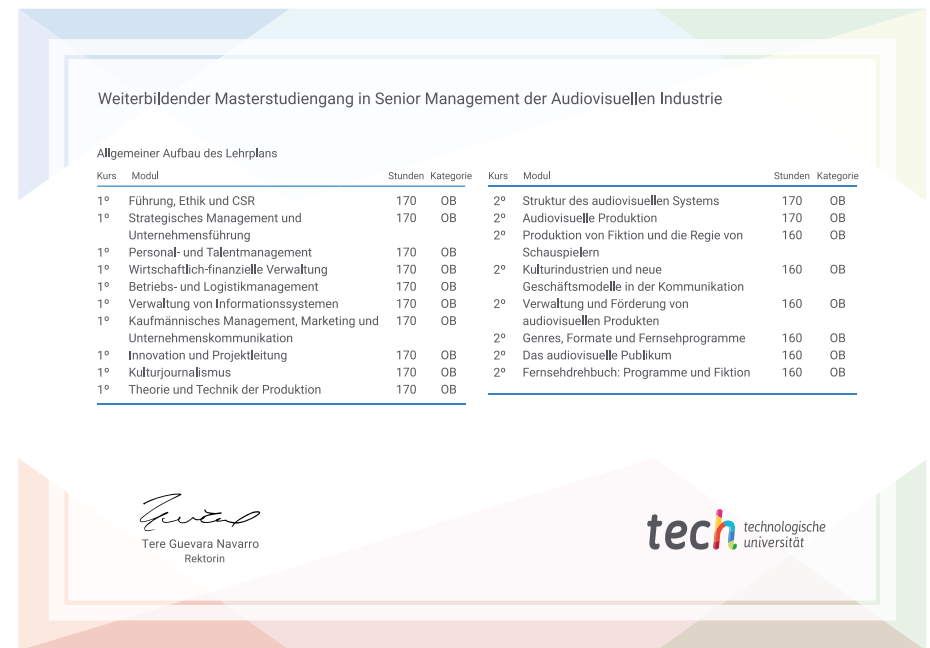 Weiterbildender Masterstudiengang in Senior Management der Audiovisuellen Industrie
Allgemeiner Aufbau des Lehrplans
Kurs Modul Stunden Kategorie
1º Führung, Ethik und CSR 170 OB
1º Strategisches Management und 170 OB
Unternehmensführung
1º Personal- und Talentmanagement 170 OB
1º Wirtschaftlich-finanzielle Verwaltung 170 OB
1º Betriebs- und Logistikmanagement 170 OB
1º Verwaltung von Informationssystemen 170 OB
1º Kaufmännisches Management, Marketing und 170 OB
Unternehmenskommunikation
1º Innovation und Projektleitung 170 OB
1º Kulturjournalismus 170 OB
1º Theorie und Technik der Produktion 170 OB
Kurs Modul Stunden Kategorie
2º Struktur des audiovisuellen Systems 170 OB
2º Audiovisuelle Produktion 170 OB
2º Produktion von Fiktion und die Regie von 160 OB
Schauspielern
2º Kulturindustrien und neue 160 OB
Geschäftsmodelle in der Kommunikation
2º Verwaltung und Förderung von 160 OB
audiovisuellen Produkten
2º Genres, Formate und Fernsehprogramme 160 OB
2º Das audiovisuelle Publikum 160 OB
2º Fernsehdrehbuch: Programme und Fiktion 160 OB
Tere Guevara Navarro
Rektorin
tech technologische
universität